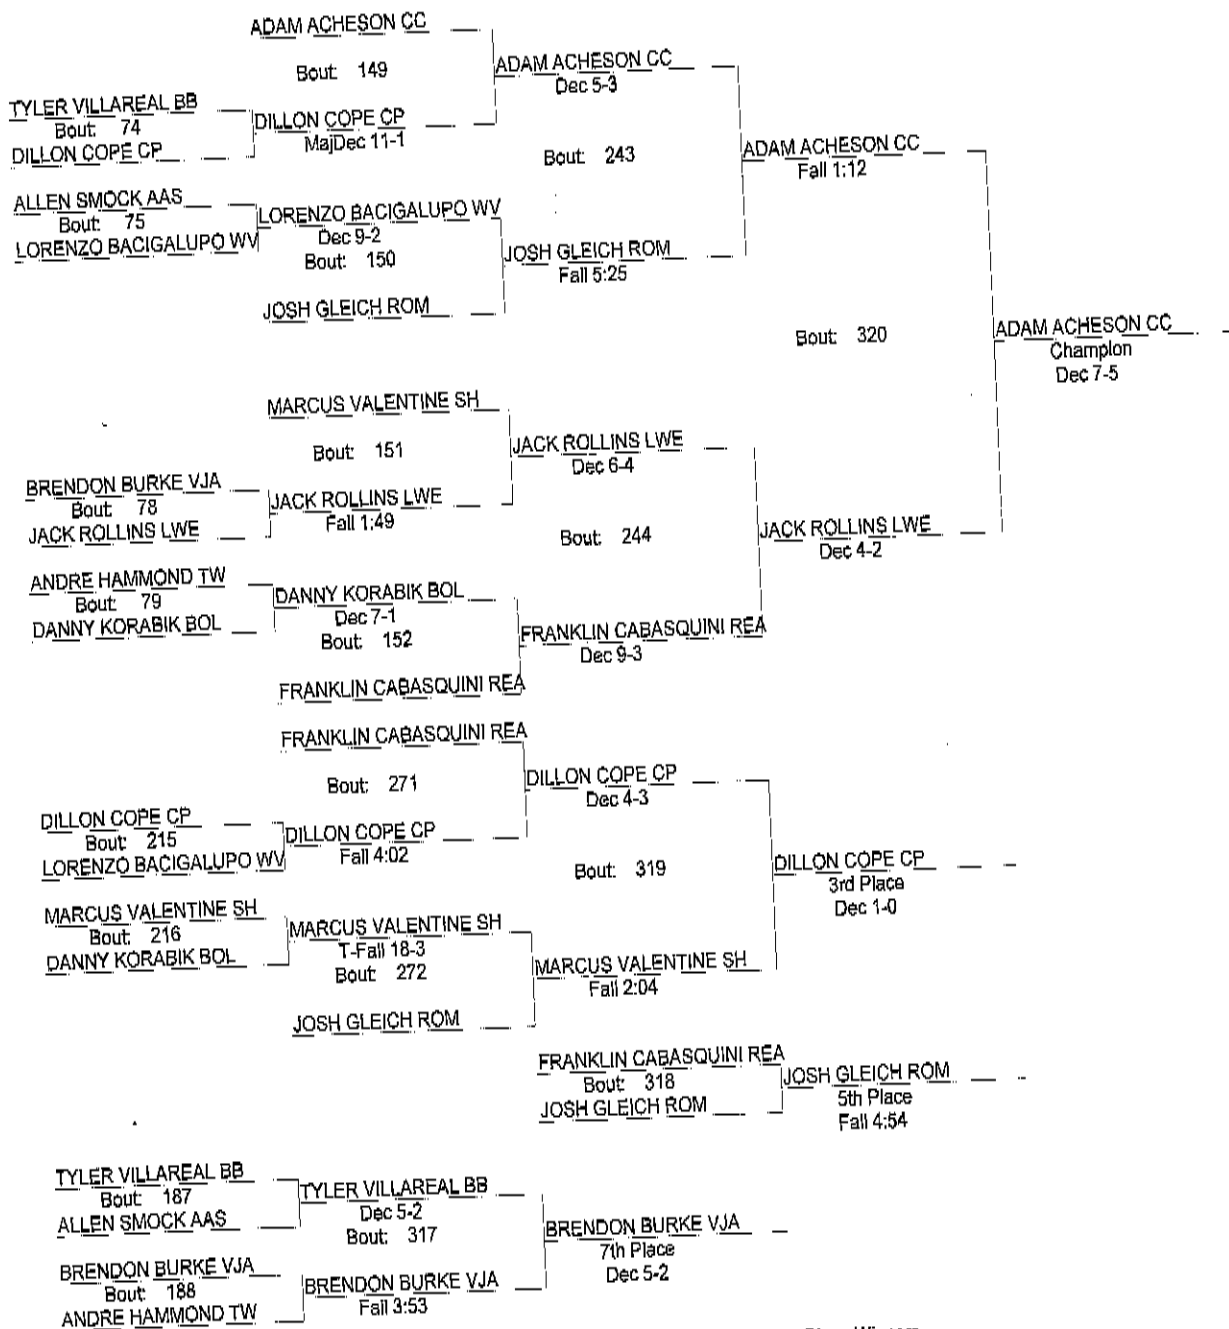 ADAM ACHESON CC
Bout: 149
ADAM ACHESON CC
Dec 5-3
TYLER VILLAREAL BB
Bout: 74
DILLON COPE CP
DILLON COPE CP
MajDec 11-1
Bout: 243
ADAM ACHESON CC
Fall 1:12
ALLEN SMOCK AAS
Bout: 75
LORENZO BACIGALUPO WV
LORENZO BACIGALUPO WV
Dec 9-2
Bout: 150
JOSH GLEICH ROM
Fall 5:25
JOSH GLEICH ROM
Bout: 320
ADAM ACHESON CC
Champion
Dec 7-5
MARCUS VALENTINE SH
Bout: 151
JACK ROLLINS LWE
Dec 6-4
BRENDON BURKE VJA
Bout: 78
JACK ROLLINS LWE
JACK ROLLINS LWE
Fall 1:49
Bout: 244
JACK ROLLINS LWE
Dec 4-2
ANDRE HAMMOND TW
Bout: 79
DANNY KORABIK BOL
DANNY KORABIK BOL
Dec 7-1
Bout: 152
FRANKLIN CABASQUINI REA
Dec 9-3
FRANKLIN CABASQUINI REA
FRANKLIN CABASQUINI REA
Bout: 271
DILLON COPE CP
Dec 4-3
DILLON COPE CP
Bout: 215
LORENZO BACIGALUPO WV
DILLON COPE CP
Fall 4:02
Bout: 319
DILLON COPE CP
3rd Place
Dec 1-0
MARCUS VALENTINE SH
Bout: 216
DANNY KORABIK BOL
MARCUS VALENTINE SH
T-Fall 18-3
Bout: 272
MARCUS VALENTINE SH
Fall 2:04
JOSH GLEICH ROM
FRANKLIN CABASQUINI REA
Bout: 318
JOSH GLEICH ROM
JOSH GLEICH ROM
5th Place
Fall 4:54
TYLER VILLAREAL BB
Bout: 187
ALLEN SMOCK AAS
TYLER VILLAREAL BB
Dec 5-2
Bout: 317
BRENDON BURKE VJA
7th Place
Dec 5-2
BRENDON BURKE VJA
Bout: 188
ANDRE HAMMOND TW
BRENDON BURKE VJA
Fall 3:53